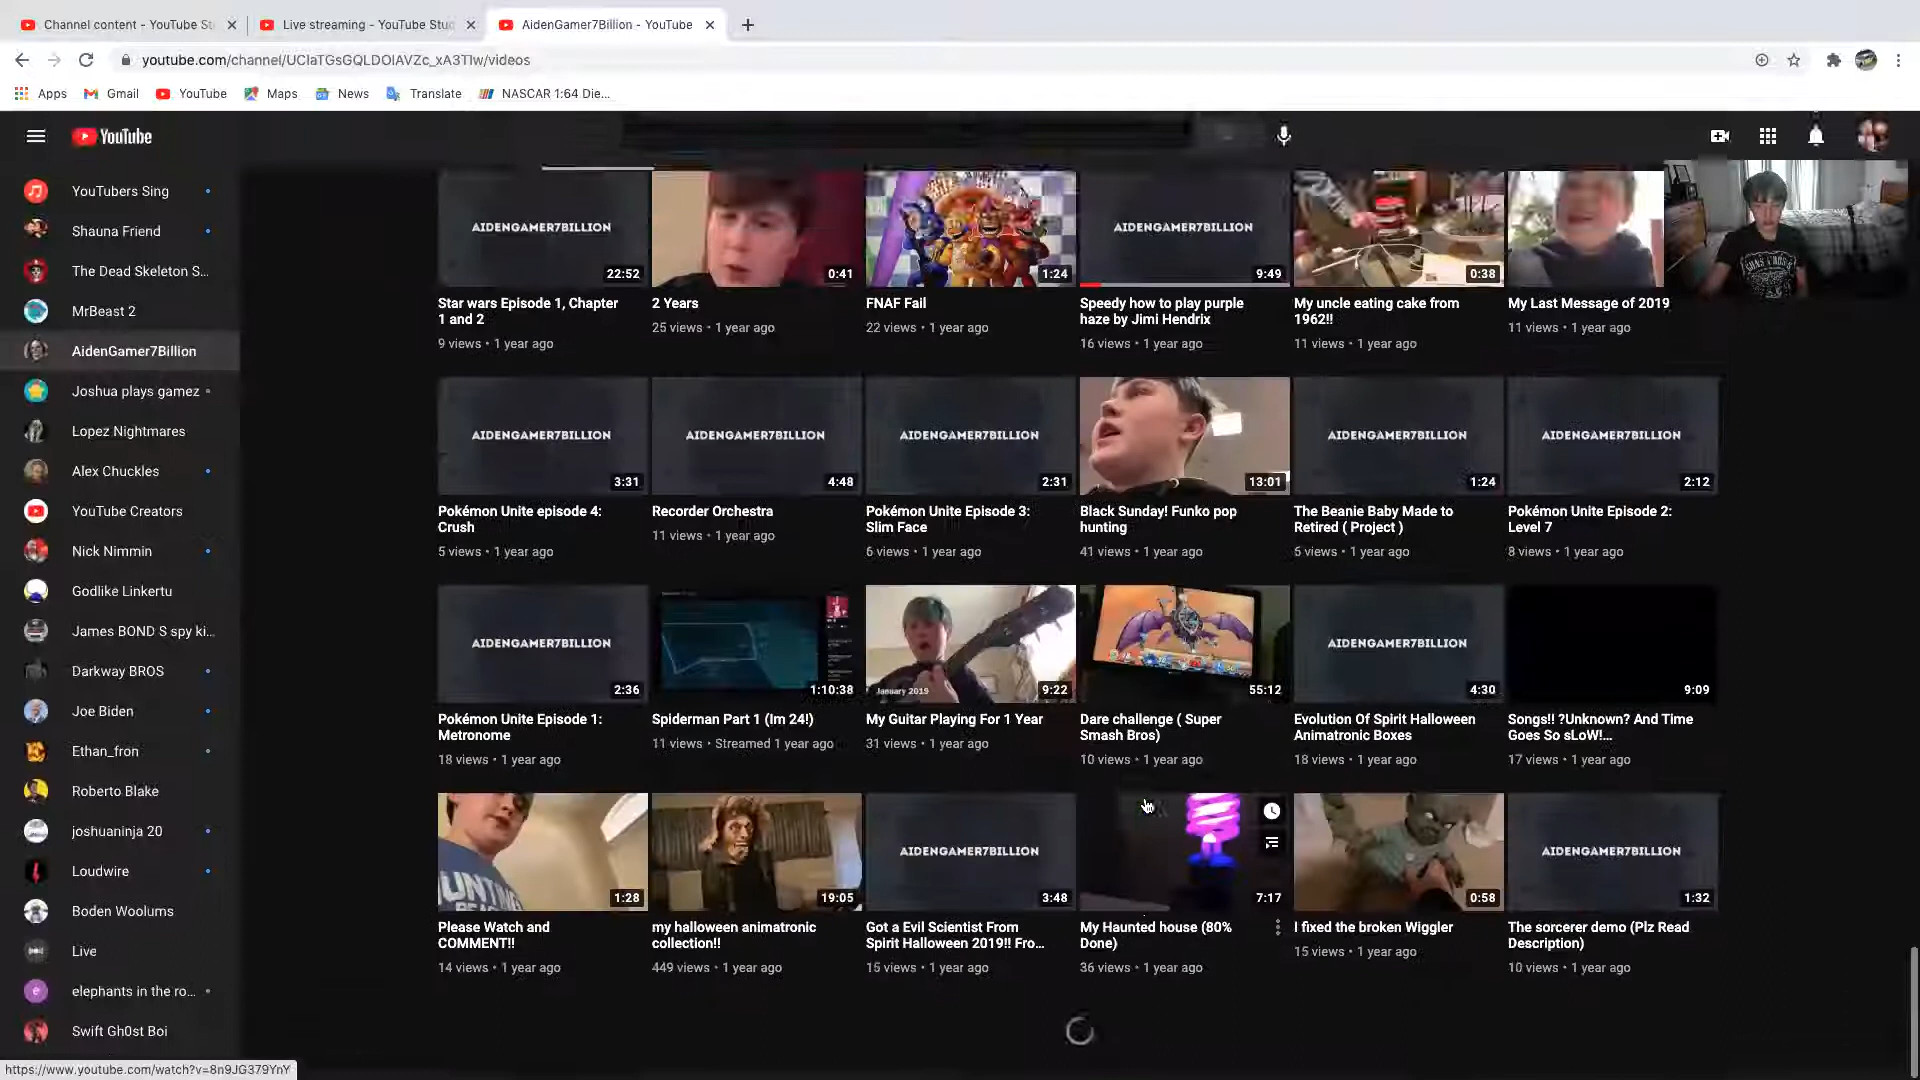 Channel content - YouTube St
Live streaming - YouTube Stud
AidenGamer7Billion - YouTube
youtube.com/channel/UClaTGsGQLDOIAVZc_xA3TIw/videos
Apps
Gmail
YouTube
Maps
News
Translate
NASCAR 1:64 Die...
YouTube
YouTubers Sing
Shauna Friend
The Dead Skeleton S...
MrBeast 2
AidenGamer7Billion
Joshua plays gamez
Lopez Nightmares
Alex Chuckles
YouTube Creators
Nick Nimmin
Godlike Linkertu
James BOND S spy ki...
Darkway BROS
Joe Biden
Ethan_fron
Roberto Blake
joshuaninja 20
Loudwire
Boden Woolums
Live
elephants in the ro...
Swift Gh0st Boi
AIDENGAMER7BILLION
22:52
Star wars Episode 1, Chapter
1 and 2
9 views • 1 year ago
0:41
2 Years
25 views • 1 year ago
1:24
FNAF Fail
22 views • 1 year ago
AIDENGAMER7BILLION
9:49
Speedy how to play purple
haze by Jimi Hendrix
16 views • 1 year ago
0:38
My uncle eating cake from
1962!!
11 views • 1 year ago
My Last Message of 2019
11 views • 1 year ago
GUNS
AIDENGAMER7BILLION
3:31
Pokémon Unite episode 4:
Crush
5 views • 1 year ago
AIDENGAMER7BILLION
4:48
Recorder Orchestra
11 views • 1 year ago
AIDENGAMER7BILLION
2:31
Pokémon Unite Episode 3:
Slim Face
6 views • 1 year ago
13:01
Black Sunday! Funko pop
hunting
41 views • 1 year ago
AIDENGAMER7BILLION
1:24
The Beanie Baby Made to
Retired ( Project )
5 views • 1 year ago
AIDENGAMER7BILLION
2:12
Pokémon Unite Episode 2:
Level 7
8 views • 1 year ago
AIDENGAMER7BILLION
2:36
Pokémon Unite Episode 1:
Metronome
18 views • 1 year ago
1:10:38
Spiderman Part 1 (Im 24!)
11 views • Streamed 1 year ago
January 2019
9:22
My Guitar Playing For 1 Year
31 views • 1 year ago
55:12
Dare challenge ( Super
Smash Bros)
10 views • 1 year ago
AIDENGAMER7BILLION
4:30
Evolution Of Spirit Halloween
Animatronic Boxes
18 views • 1 year ago
9:09
Songs!! ?Unknown? And Time
Goes So sLoW!...
17 views • 1 year ago
UNTIN
1:28
Please Watch and
COMMENT!!
14 views • 1 year ago
19:05
my halloween animatronic
collection!!
449 views • 1 year ago
AIDENGAMER7BILLION
3:48
Got a Evil Scientist From
Spirit Halloween 2019!! Fro...
15 views • 1 year ago
7:17
My Haunted house (80%
Done)
36 views • 1 year ago
0:58
I fixed the broken Wiggler
15 views • 1 year ago
AIDENGAMER7BILLION
1:32
The sorcerer demo (Plz Read
Description)
10 views • 1 year ago
https://www.youtube.com/watch?v=8n9JG379YnY